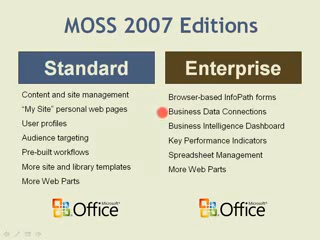 MOSS 2007 Editions
Standard
Content and site management
"My Site" personal web pages
User profiles
Audience targeting
Pre-built workflows
More site and library templates
More Web Parts
Microsoft
Office
Enterprise
Browser-based InfoPath forms
Business Data Connections
Business Intelligence Dashboard
Key Performance Indicators
Spreadsheet Management
More Web Parts
Microsoft
Office